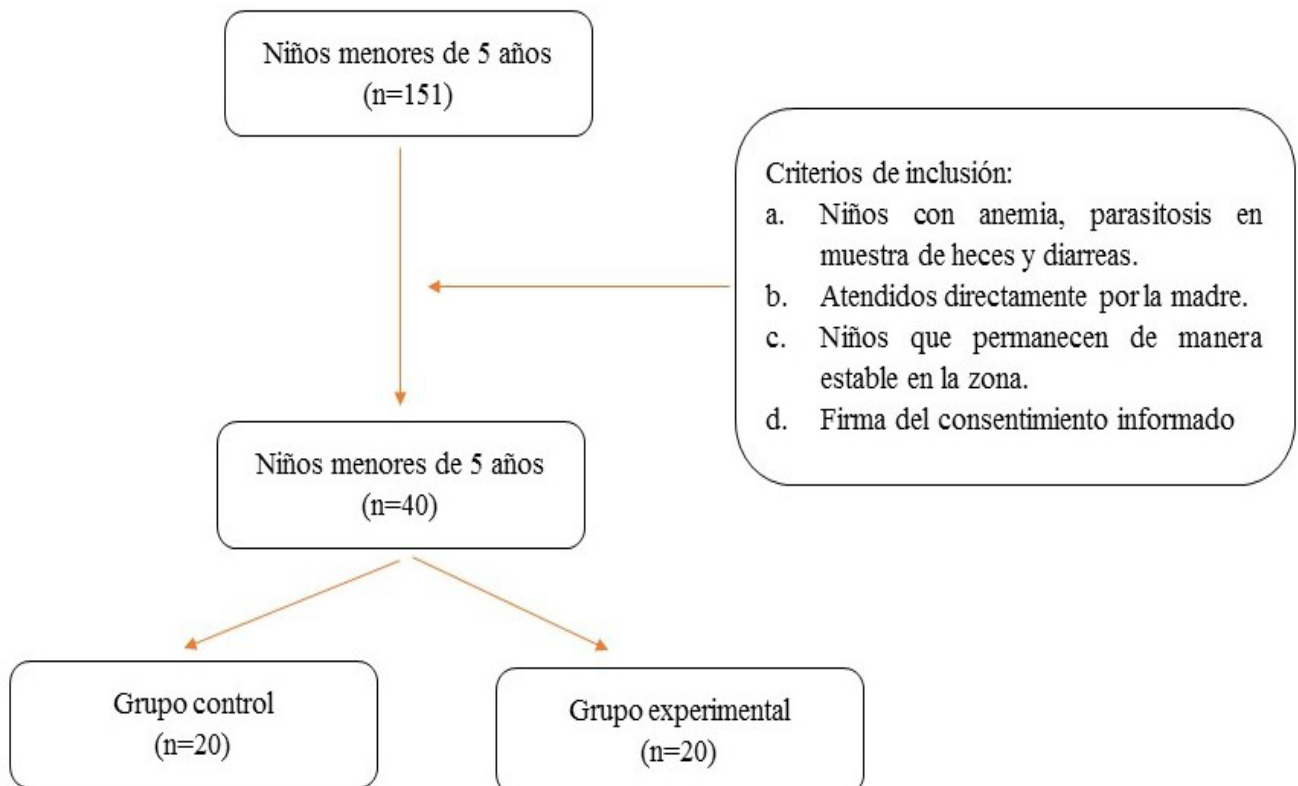 Niños menores de 5 años
(n=151)
Criterios de inclusión:
a. Niños con anemia, parasitosis en
muestra de heces y diarreas.
b. Atendidos directamente por la madre.
c. Niños que permanecen de manera
estable en la zona.
d. Firma del consentimiento informado
Niños menores de 5 años
(n=40)
Grupo control
(n=20)
Grupo experimental
(n=20)